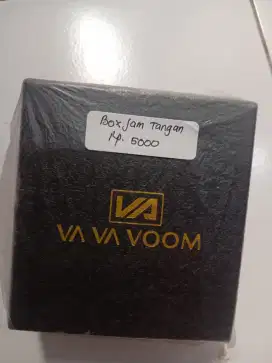 Box Jam Tangan
Rp. 5000
VA
VA VA VOOM